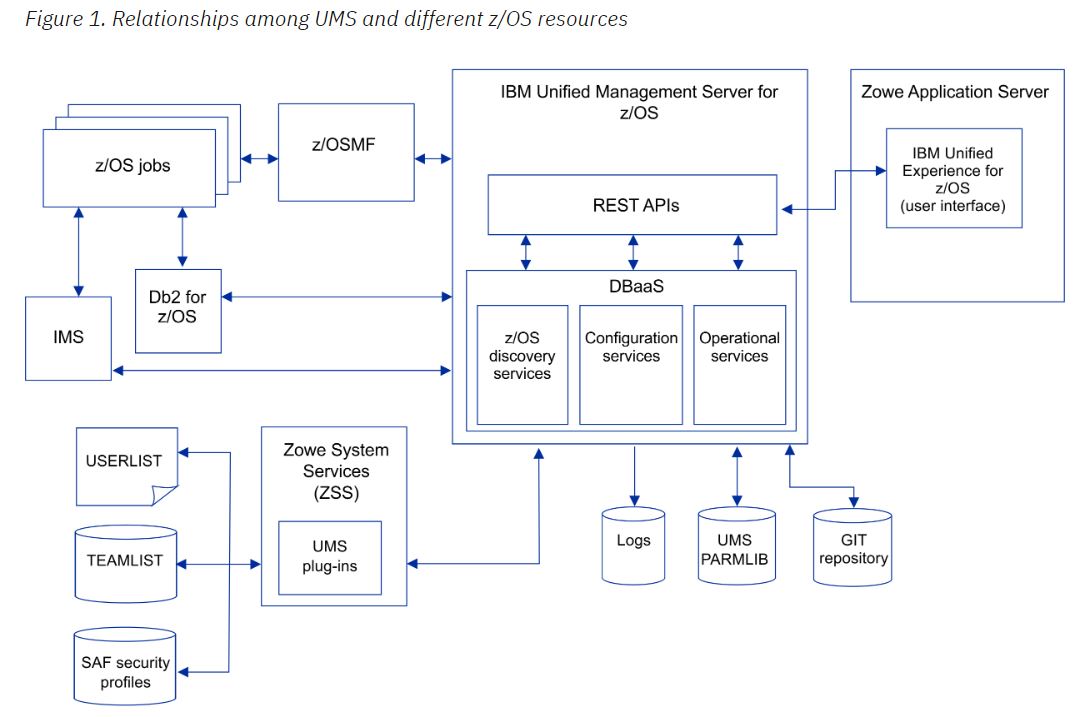 Figure 1. Relationships among UMS and different z/OS resources
IBM Unified Management Server for
z/OS
Zowe Application Server
z/OS jobs
z/OSMF
IBM Unified
Experience for
z/OS
(user interface)
REST APIs
DBaaS
Db2 for
z/OS
IMS
z/OS
discovery
services
Configuration
services
Operational
services
USERLIST
Zowe System
Services
(ZSS)
UMS
plug-ins
TEAMLIST
SAF security
profiles
Logs
UMS
PARMLIB
GIT
repository